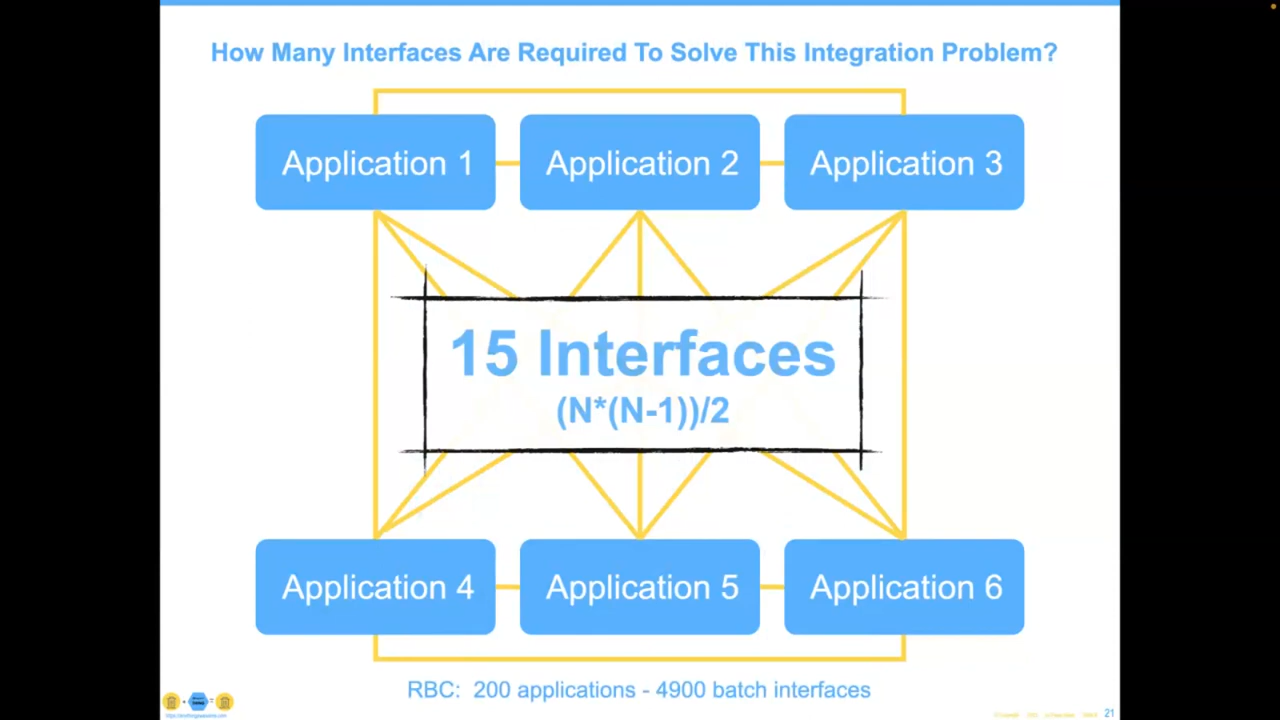 How Many Interfaces Are Required To Solve This Integration Problem?
Application 1
Application 2
Application 3
15 Interfaces
(N*(N-1))/2
Application 4
Application 5
Application 6
RBC: 200 applications - 4900 batch interfaces
21